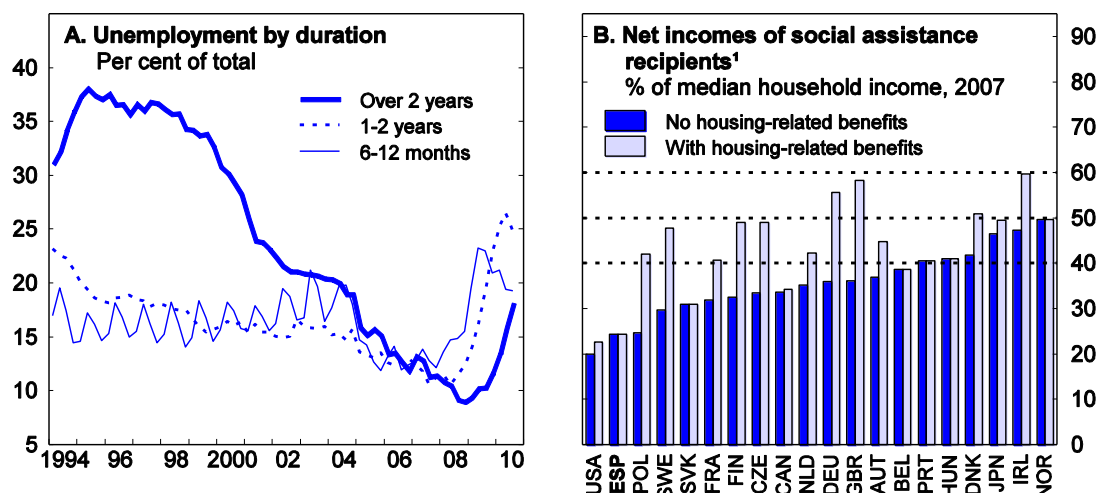 A. Unemployment by duration
Per cent of total
40
35
30
25
20
15
10
5
Over 2 years
1-2 years
6-12 months
1994 96 98 2000 02 04 06 08 10
B. Net incomes of social assistance
recipients¹
% of median household income, 2007
No housing-related benefits
With housing-related benefits
90
80
70
60
50
40
30
20
10
0
USA ESP POL SWE SVK FRA FIN CZE CAN NLD DEU GBR AUT BEL PRT HUN DNK JPN IRL NOR